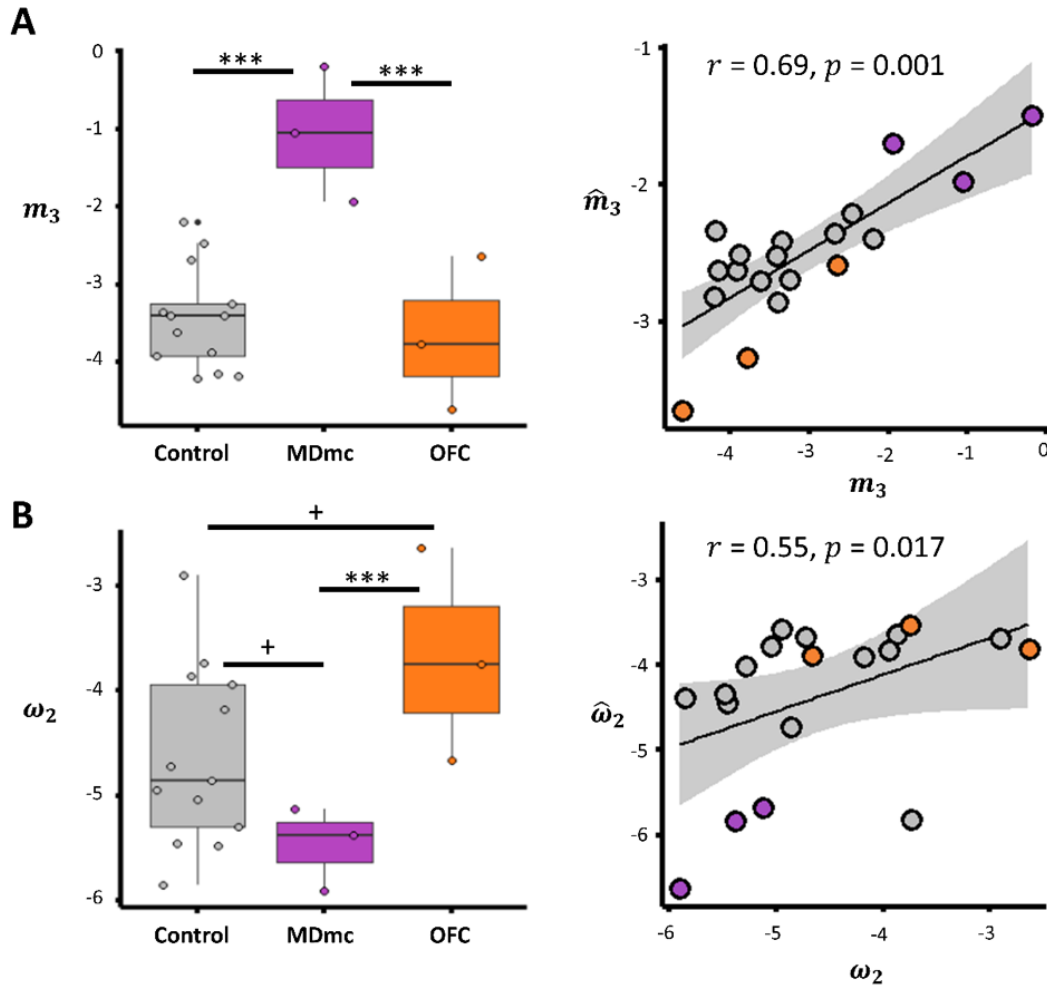 A
0
-1
-2
-3
-4
m₃
***
***
Control
MDmc
OFC
r = 0.69, p = 0.001
-1
-2
-3
m̂₃
-4
-3
-2
-1
0
m₃
B
-3
-4
-5
-6
ω₂
+
***
+
Control
MDmc
OFC
r = 0.55, p = 0.017
-3
-4
-5
-6
ω̂₂
-6
-5
-4
-3
ω₂